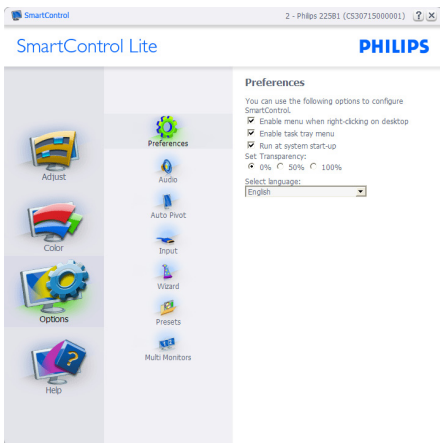 SmartControl
2 - Philips 225B1 (CS30715000001)
SmartControl Lite
PHILIPS
Adjust
Color
Options
Help
Preferences
Audio
Auto Pivot
Input
Wizard
Presets
Multi Monitors
Preferences
You can use the following options to configure
SmartControl.
Enable menu when right-clicking on desktop
Enable task tray menu
Run at system start-up
Set Transparency:
0% 50% 100%
Select language:
English